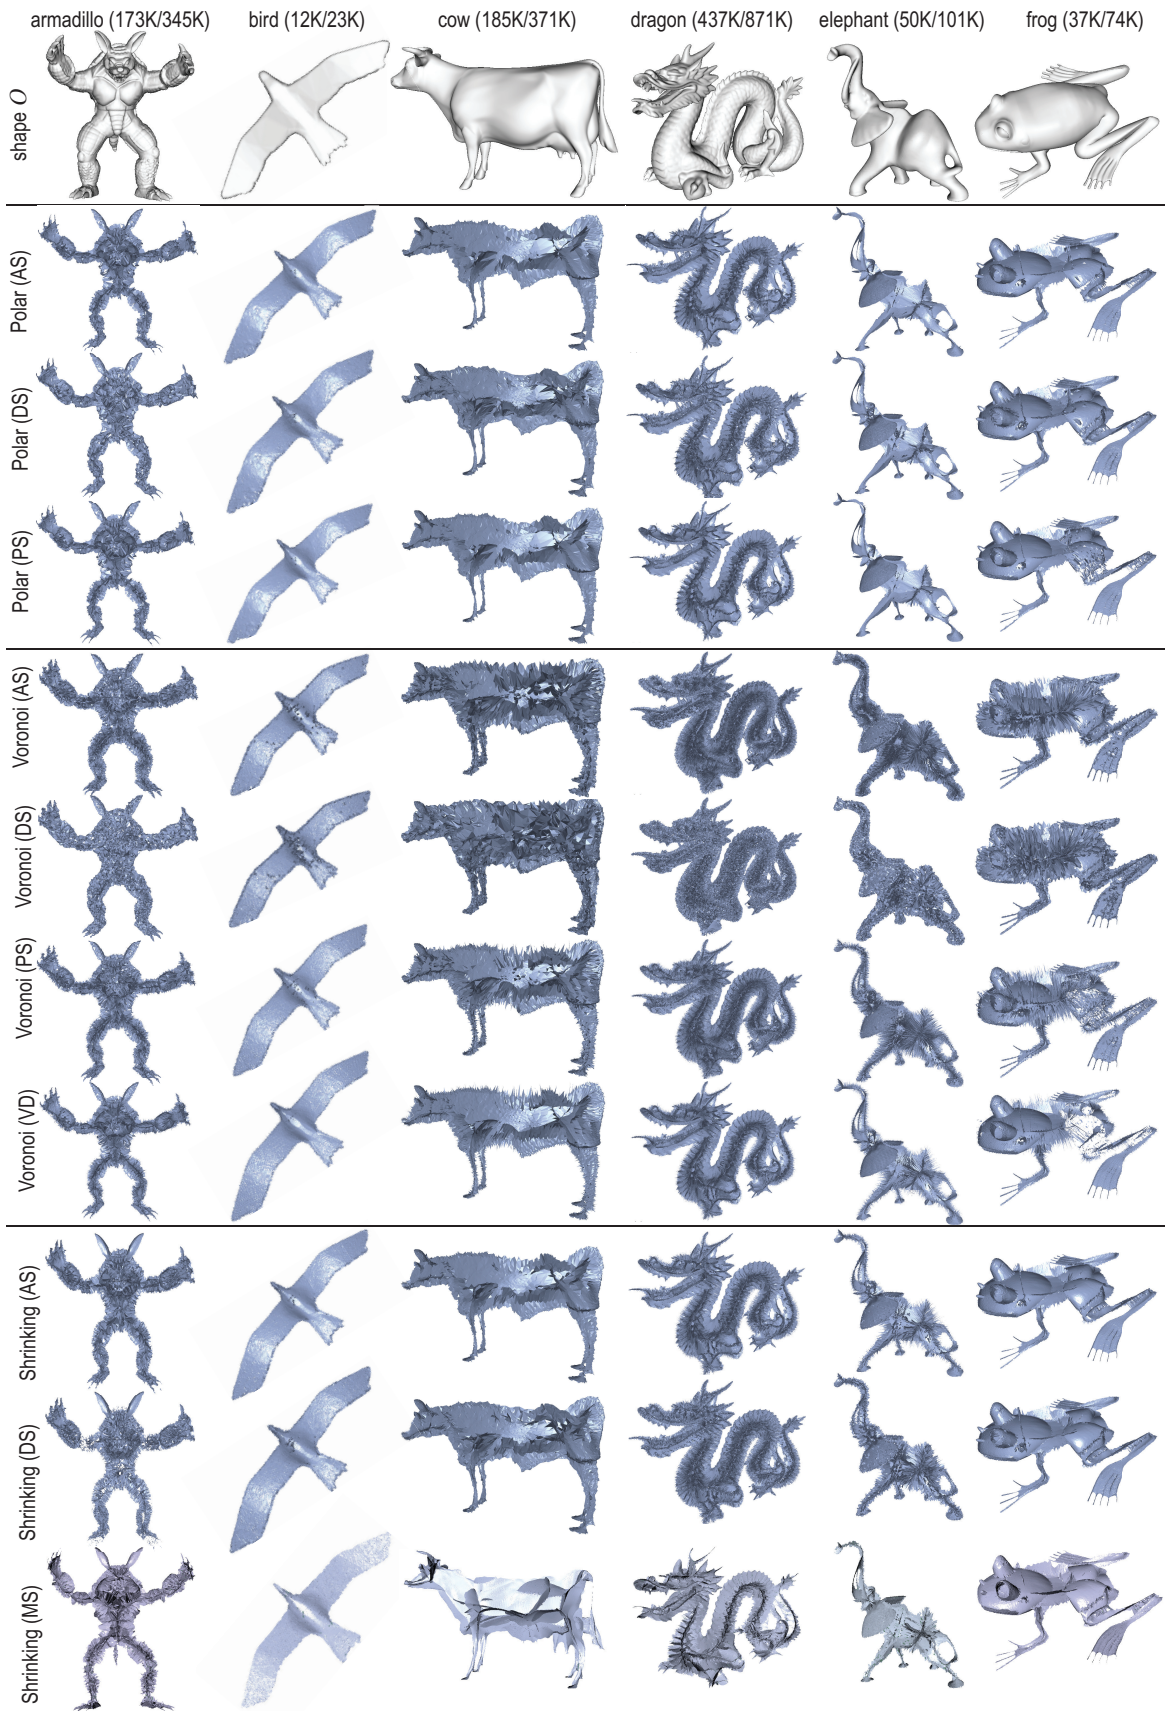 armadillo (173K/345K) bird (12K/23K) cow (185K/371K) dragon (437K/871K) elephant (50K/101K) frog (37K/74K)
shape O
Polar (AS)
Polar (DS)
Polar (PS)
Voronoi (AS)
Voronoi (DS)
Voronoi (PS)
Voronoi (VD)
Shrinking (AS)
Shrinking (DS)
Shrinking (MS)